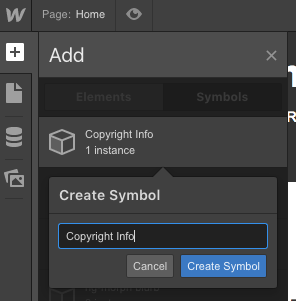 Page: Home
Add
Elements
Symbols
Copyright Info
1 instance
Create Symbol
Copyright Info
Cancel
Create Symbol